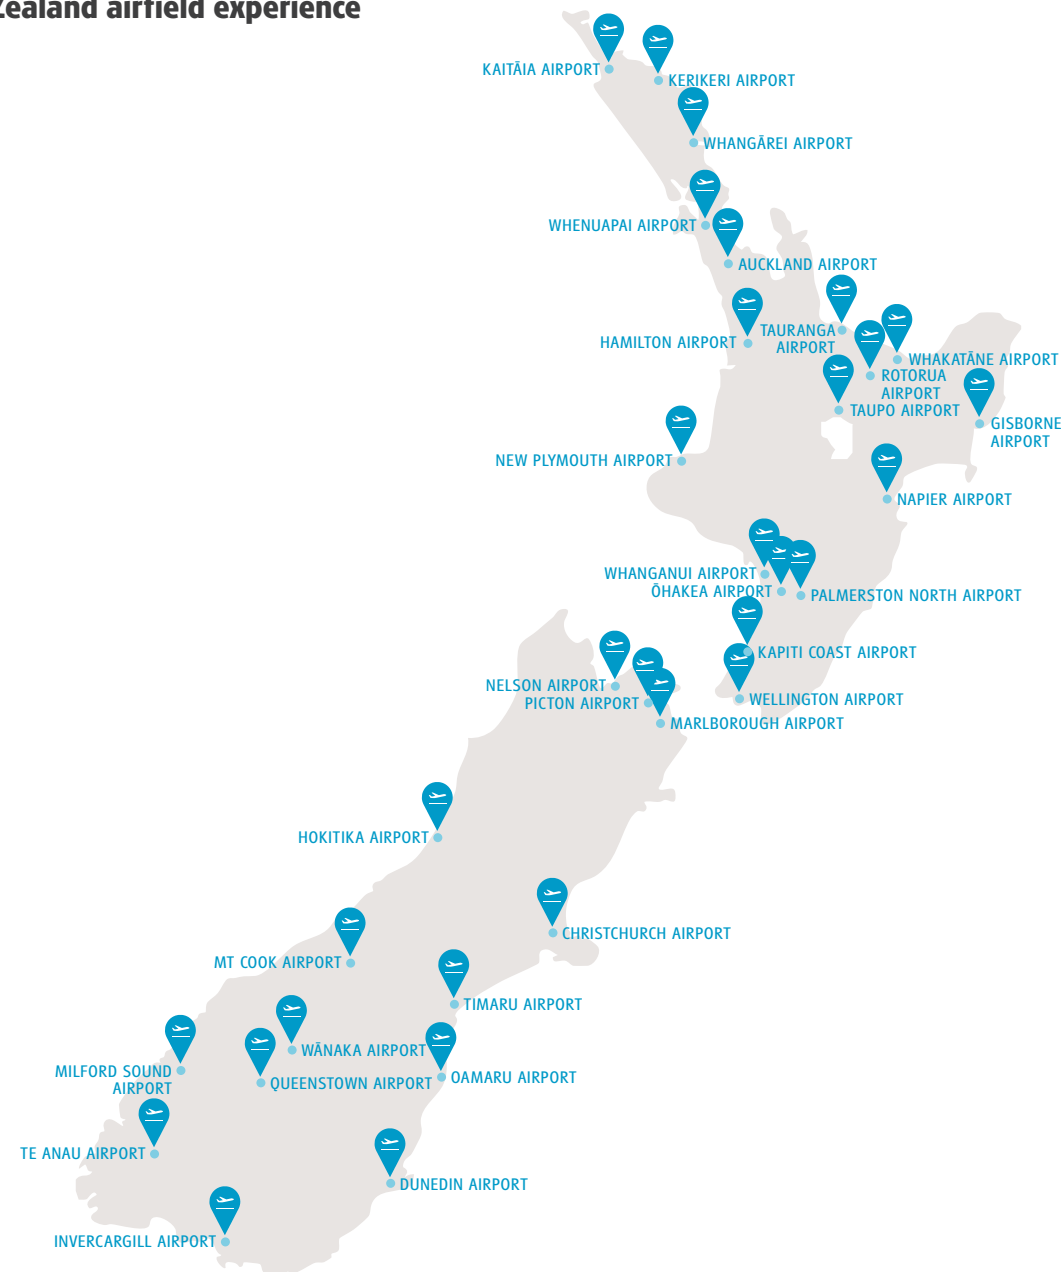 Zealand airfield experience
KAITĀIA AIRPORT
KERIKERI AIRPORT
WHANGĀREI AIRPORT
WHENUAPAI AIRPORT
AUCKLAND AIRPORT
TAURANGA
AIRPORT
HAMILTON AIRPORT
WHAKATĀNE AIRPORT
ROTORUA
AIRPORT
TAUPO AIRPORT
GISBORNE
AIRPORT
NEW PLYMOUTH AIRPORT
NAPIER AIRPORT
WHANGANUI AIRPORT
ŌHAKEA AIRPORT
PALMERSTON NORTH AIRPORT
KAPITI COAST AIRPORT
NELSON AIRPORT
WELLINGTON AIRPORT
PICTON AIRPORT
MARLBOROUGH AIRPORT
HOKITIKA AIRPORT
CHRISTCHURCH AIRPORT
MT COOK AIRPORT
TIMARU AIRPORT
WĀNAKA AIRPORT
MILFORD SOUND
AIRPORT
QUEENSTOWN AIRPORT
OAMARU AIRPORT
TE ANAU AIRPORT
DUNEDIN AIRPORT
INVERCARGILL AIRPORT